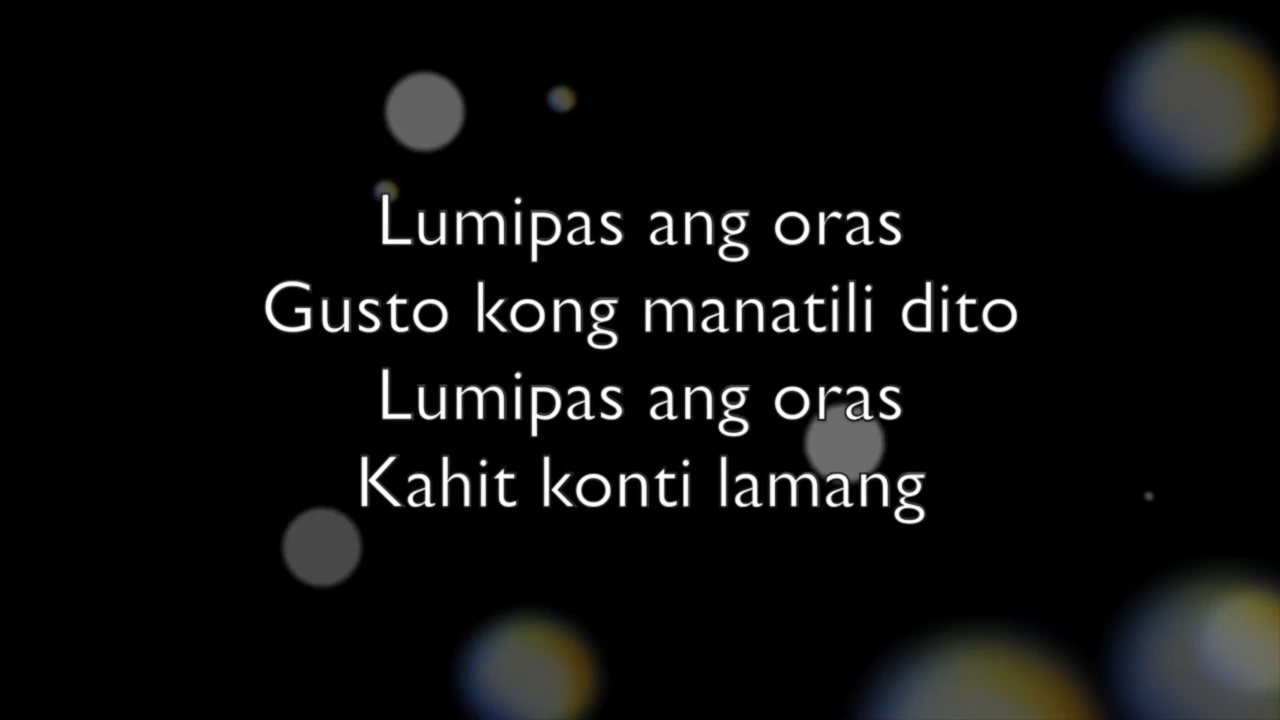 Lumipas ang oras
Gusto kong manatili dito
Lumipas ang oras
Kahit konti lamang